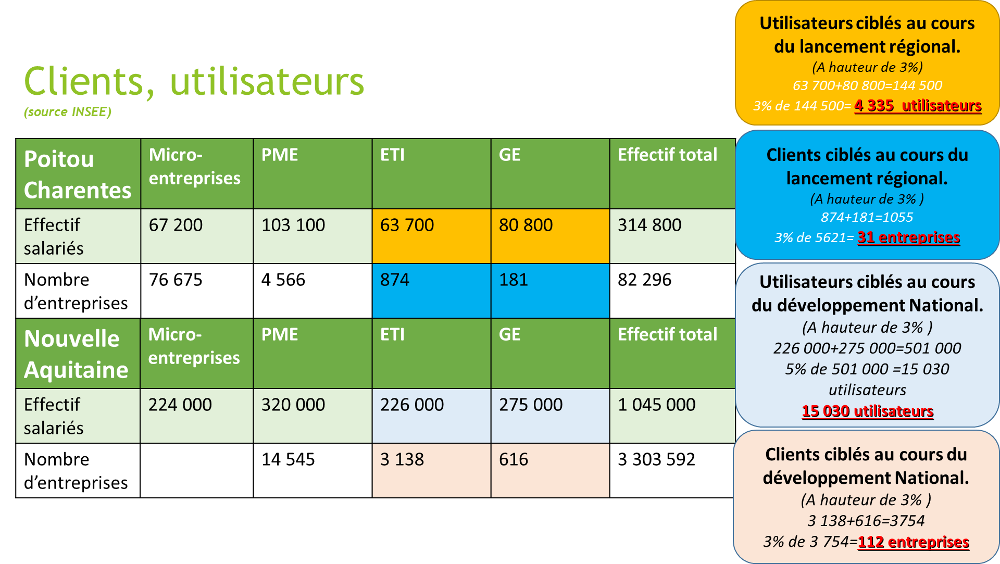 Clients, utilisateurs
(source INSEE)
Poitou Charentes | Micro-entreprises | PME | ETI | GE | Effectif total
Effectif salariés | 67 200 | 103 100 | 63 700 | 80 800 | 314 800
Nombre d’entreprises | 76 675 | 4 566 | 874 | 181 | 82 296
Nouvelle Aquitaine | Micro-entreprises | PME | ETI | GE | Effectif total
Effectif salariés | 224 000 | 320 000 | 226 000 | 275 000 | 1 045 000
Nombre d’entreprises | | 14 545 | 3 138 | 616 | 3 303 592
Utilisateurs ciblés au cours
du lancement régional.
(A hauteur de 3%)
63 700+80 800=144 500
3% de 144 500= 4 335 utilisateurs
Clients ciblés au cours du
lancement régional.
(A hauteur de 3% )
874+181=1055
3% de 5621= 31 entreprises
Utilisateurs ciblés au cours
du développement National.
(A hauteur de 3% )
226 000+275 000=501 000
5% de 501 000 =15 030
utilisateurs
15 030 utilisateurs
Clients ciblés au cours du
développement National.
(A hauteur de 3% )
3 138+616=3754
3% de 3 754=112 entreprises